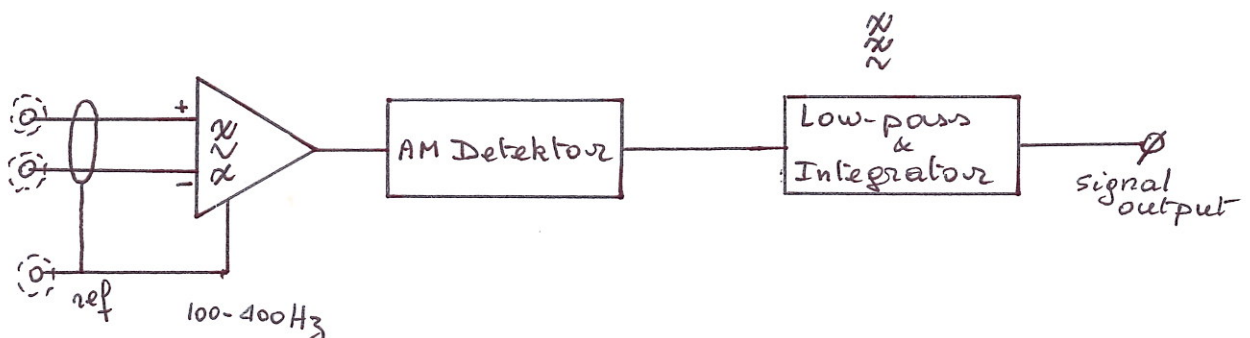 +
-
ref
100-400Hz
AM Detektor
Low-pass
&
Integrator
signal
output